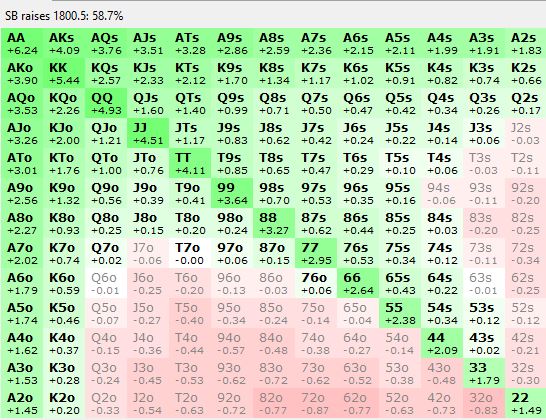 SB raises 1800.5: 58.7%
AA AKs AQs AJs ATs A9s A8s A7s A6s A5s A4s A3s A2s
+6.24 +4.09 +3.76 +3.51 +3.28 +2.86 +2.59 +2.36 +2.15 +2.11 +1.99 +1.91 +1.83
AKo KK KQs KJs KTs K9s K8s K7s K6s K5s K4s K3s K2s
+3.90 +5.44 +2.57 +2.33 +2.12 +1.70 +1.34 +1.17 +1.02 +0.91 +0.82 +0.74 +0.66
AQo KQo QQ QJs QTs Q9s Q8s Q7s Q6s Q5s Q4s Q3s Q2s
+3.53 +2.26 +4.93 +1.60 +1.40 +0.99 +0.71 +0.50 +0.47 +0.42 +0.34 +0.26 +0.17
AJo KJo QJo JJ JTs J9s J8s J7s J6s J5s J4s J3s J2s
+3.26 +2.00 +1.21 +4.51 +1.17 +0.83 +0.62 +0.42 +0.24 +0.22 +0.14 +0.06 -0.03
ATo KTo QTo JTo TT T9s T8s T7s T6s T5s T4s T3s T2s
+3.01 +1.76 +1.00 +0.76 +4.11 +0.85 +0.65 +0.47 +0.29 +0.10 +0.06 -0.03 -0.11
A9o K9o Q9o J9o T9o 99 98s 97s 96s 95s 94s 93s 92s
+2.56 +1.32 +0.56 +0.39 +0.41 +3.64 +0.70 +0.53 +0.35 +0.16 -0.06 -0.11 -0.20
A8o K8o Q8o J8o T8o 98o 88 87s 86s 85s 84s 83s 82s
+2.27 +0.93 +0.25 +0.15 +0.20 +0.24 +3.27 +0.62 +0.44 +0.25 +0.03 -0.20 -0.25
A7o K7o Q7o J7o T7o 97o 87o 77 76s 75s 74s 73s 72s
+2.02 +0.74 +0.02 -0.06 -0.00 +0.06 +0.15 +2.95 +0.53 +0.34 +0.12 -0.11 -0.34
A6o K6o Q6o J6o T6o 96o 86o 76o 66 65s 64s 63s 62s
+1.79 +0.59 -0.01 -0.25 -0.20 -0.13 -0.03 +0.06 +2.64 +0.43 +0.22 -0.01 -0.25
A5o K5o Q5o J5o T5o 95o 85o 75o 65o 55 54s 53s 52s
+1.74 +0.46 -0.07 -0.27 -0.40 -0.34 -0.24 -0.14 -0.04 +2.38 +0.34 +0.12 -0.12
A4o K4o Q4o J4o T4o 94o 84o 74o 64o 54o 44 43s 42s
+1.62 +0.37 -0.15 -0.36 -0.44 -0.57 -0.48 -0.38 -0.27 -0.14 +2.09 +0.02 -0.21
A3o K3o Q3o J3o T3o 93o 83o 73o 63o 53o 43o 33 32s
+1.53 +0.28 -0.24 -0.45 -0.53 -0.62 -0.72 -0.62 -0.52 -0.38 -0.48 +1.79 -0.30
A2o K2o Q2o J2o T2o 92o 82o 72o 62o 52o 42o 32o 22
+1.45 +0.20 -0.33 -0.54 -0.63 -0.72 -0.77 -0.87 -0.77 -0.63 -0.73 -0.83 +1.49